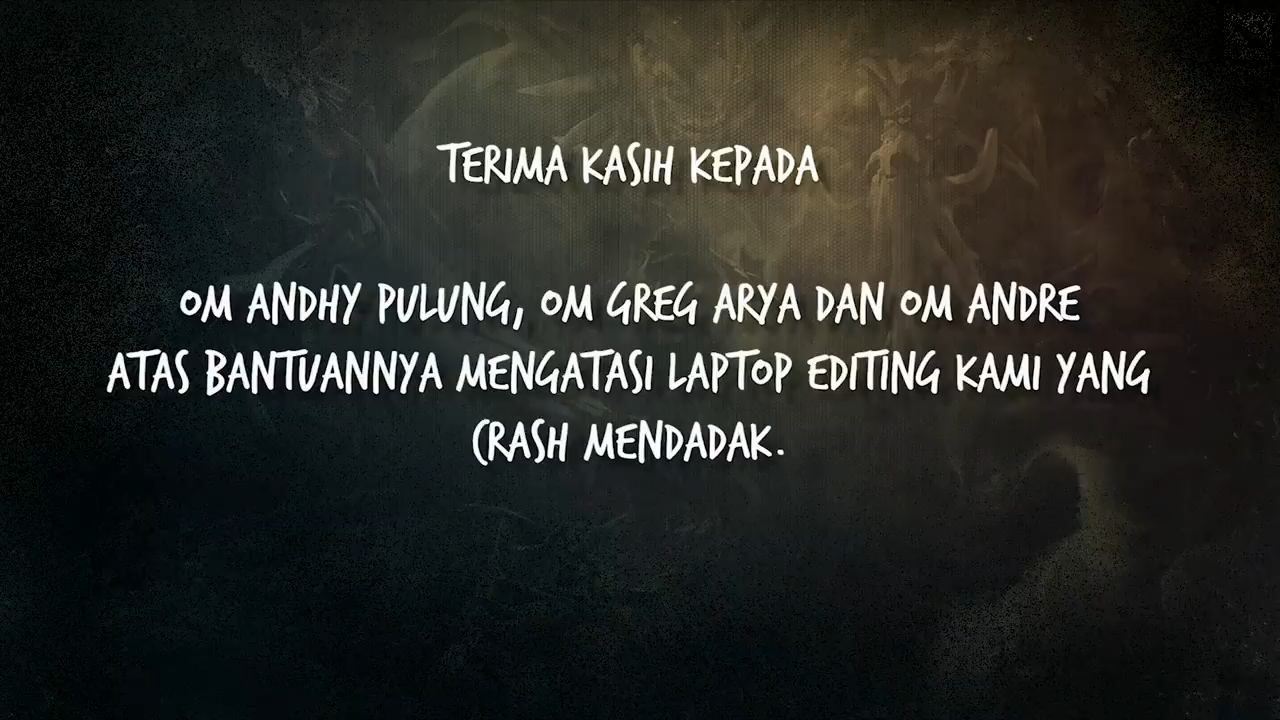 TERIMA KASIH KEPADA
OM ANDHY PULUNG, OM GREG ARYA DAN OM ANDRE
ATAS BANTUANNYA MENGATASI LAPTOP EDITING KAMI YANG
CRASH MENDADAK.